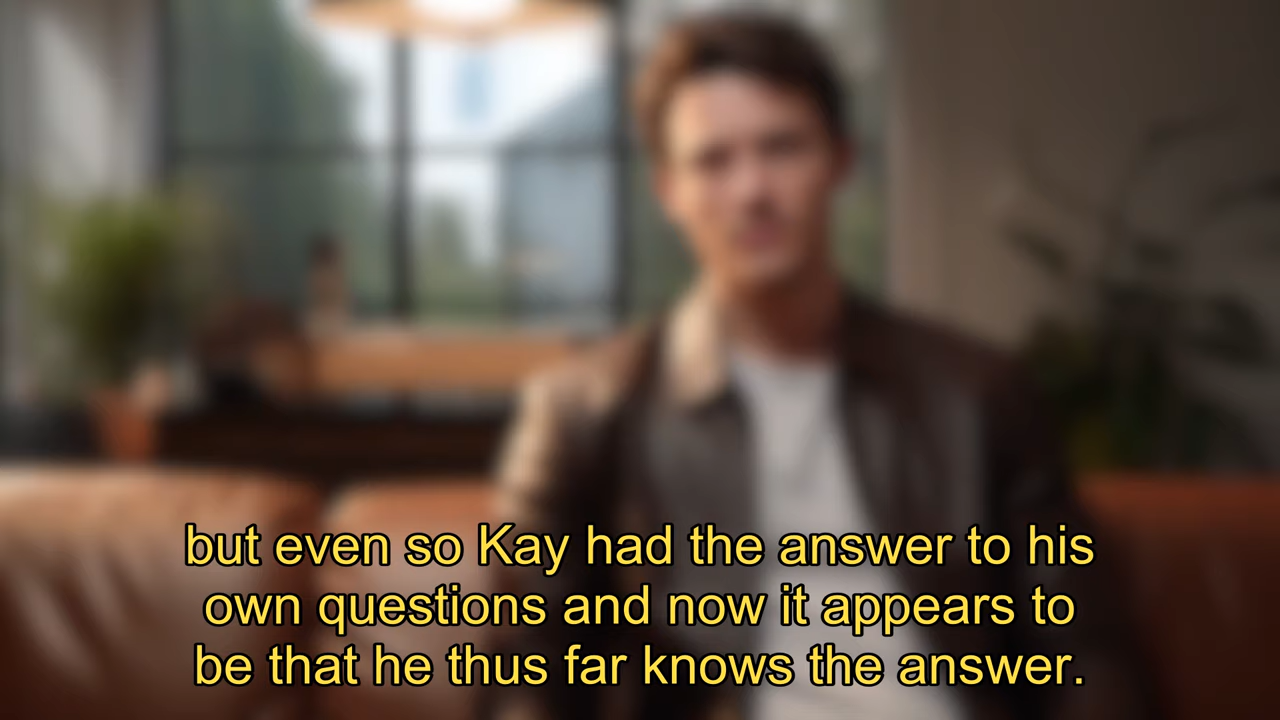 but even so Kay had the answer to his
own questions and now it appears to
be that he thus far knows the answer.